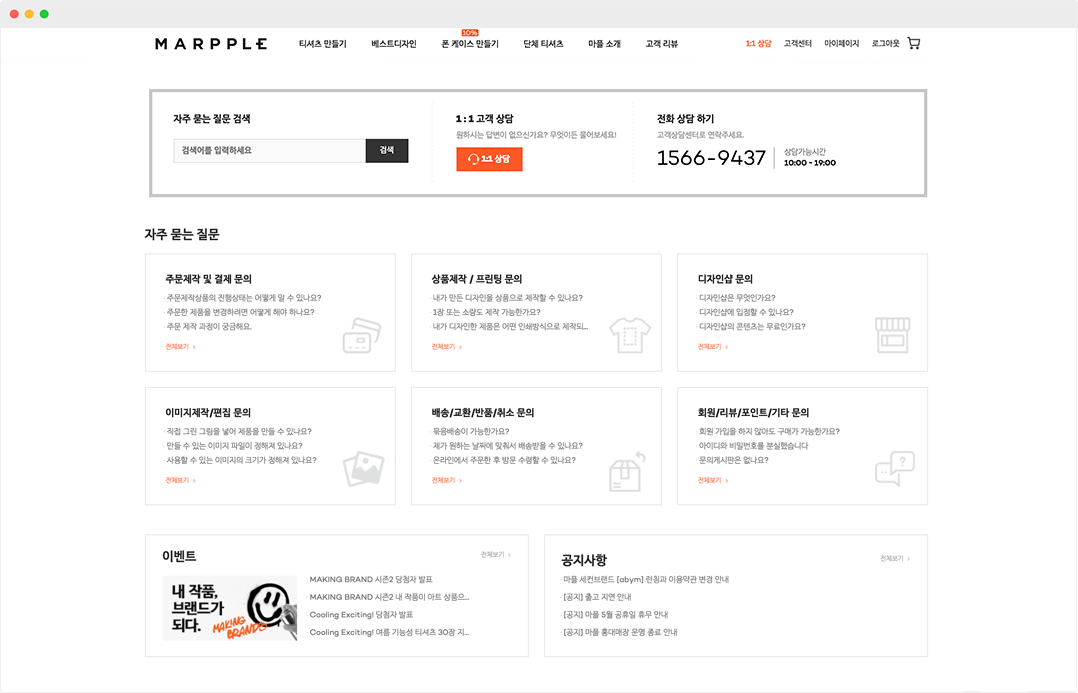 MARPPLE
티셔츠 만들기
베스트디자인
10%
폰 케이스 만들기
단체 티셔츠
마플 소개
고객 리뷰
1:1 상담
고객센터
마이페이지
로그아웃
자주 묻는 질문 검색
검색어를 입력하세요
검색
1 : 1 고객 상담
원하시는 답변이 없으신가요? 무엇이든 물어보세요!
1:1 상담
전화 상담 하기
고객상담센터로 연락주세요.
1566-9437
상담가능시간
10:00 - 19:00
자주 묻는 질문
주문제작 및 결제 문의
· 주문제작상품의 진행상태는 어떻게 알 수 있나요?
· 주문한 제품을 변경하려면 어떻게 해야 하나요?
· 주문 제작 과정이 궁금해요.
전체보기 ›
상품제작 / 프린팅 문의
· 내가 만든 디자인을 상품으로 제작할 수 있나요?
· 1장 또는 소량도 제작 가능한가요?
· 내가 디자인한 제품은 어떤 인쇄방식으로 제작되...
전체보기 ›
디자인샵 문의
· 디자인샵은 무엇인가요?
· 디자인샵에 입점할 수 있나요?
· 디자인샵의 콘텐츠는 무료인가요?
전체보기 ›
이미지제작/편집 문의
· 직접 그린 그림을 넣어 제품을 만들 수 있나요?
· 만들 수 있는 이미지 파일이 정해져 있나요?
· 사용할 수 있는 이미지의 크기가 정해져 있나요?
전체보기 ›
배송/교환/반품/취소 문의
· 묶음배송이 가능한가요?
· 제가 원하는 날짜에 맞춰서 배송받을 수 있나요?
· 온라인에서 주문한 후 방문 수령할 수 있나요?
전체보기 ›
회원/리뷰/포인트/기타 문의
· 회원 가입을 하지 않아도 구매가 가능한가요?
· 아이디와 비밀번호를 분실했습니다
· 문의게시판은 없나요?
전체보기 ›
이벤트
전체보기 ›
내 작품,
브랜드가
되다.
MAKING
BRANDS
· MAKING BRAND 시즌2 당첨자 발표
· MAKING BRAND 시즌2 내 작품이 아트 상품으...
· Cooling Exciting! 당첨자 발표
· Cooling Exciting! 여름 기능성 티셔츠 30장 지...
공지사항
전체보기 ›
· 마플 세컨브랜드 [abym] 런칭과 이용약관 변경 안내
· [공지] 출고 지연 안내
· [공지] 마플 5월 공휴일 휴무 안내
· [공지] 마플 홍대매장 운영 종료 안내